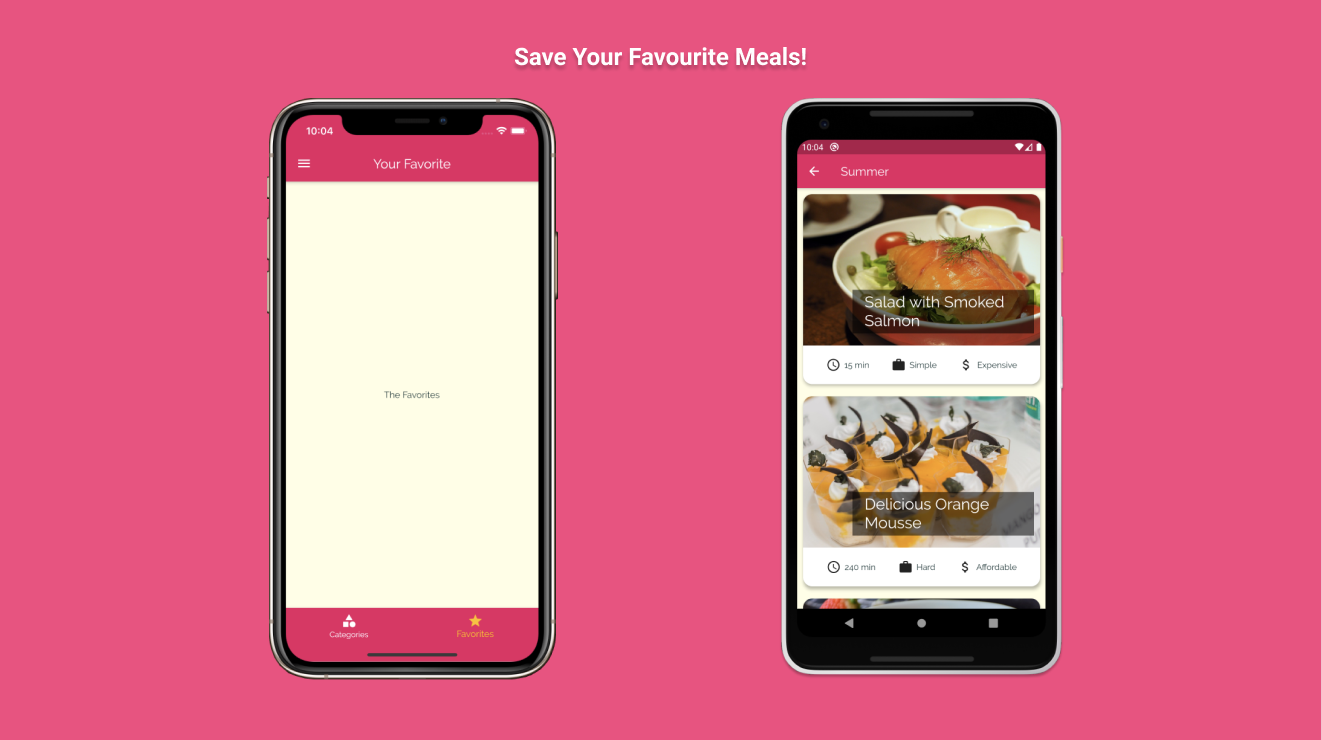 Save Your Favourite Meals!
10:04
Your Favorite
The Favorites
Categories
Favorites
10:04
Summer
Salad with Smoked
Salmon
15 min Simple Expensive
Delicious Orange
Mousse
240 min Hard Affordable